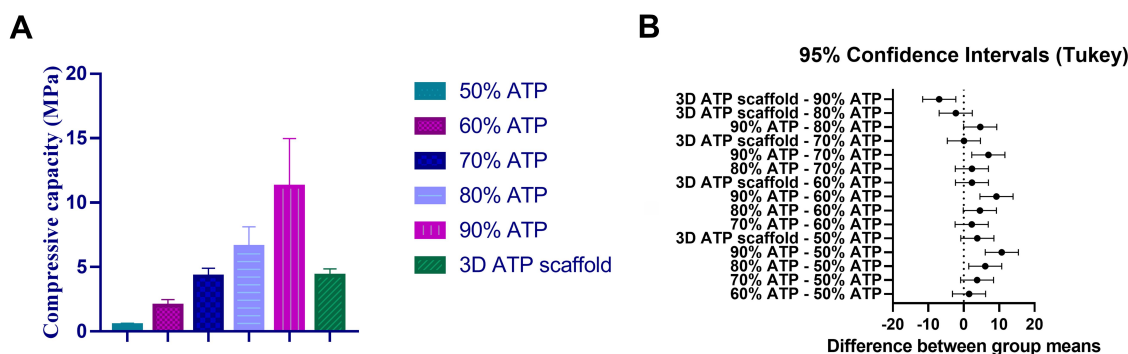 A
Compressive capacity (MPa)
20
15
10
5
0
50% ATP
60% ATP
70% ATP
80% ATP
90% ATP
3D ATP scaffold
B
95% Confidence Intervals (Tukey)
3D ATP scaffold - 90% ATP
3D ATP scaffold - 80% ATP
90% ATP - 80% ATP
3D ATP scaffold - 70% ATP
90% ATP - 70% ATP
80% ATP - 70% ATP
3D ATP scaffold - 60% ATP
90% ATP - 60% ATP
80% ATP - 60% ATP
70% ATP - 60% ATP
3D ATP scaffold - 50% ATP
90% ATP - 50% ATP
80% ATP - 50% ATP
70% ATP - 50% ATP
60% ATP - 50% ATP
-20 -10 0 10 20
Difference between group means